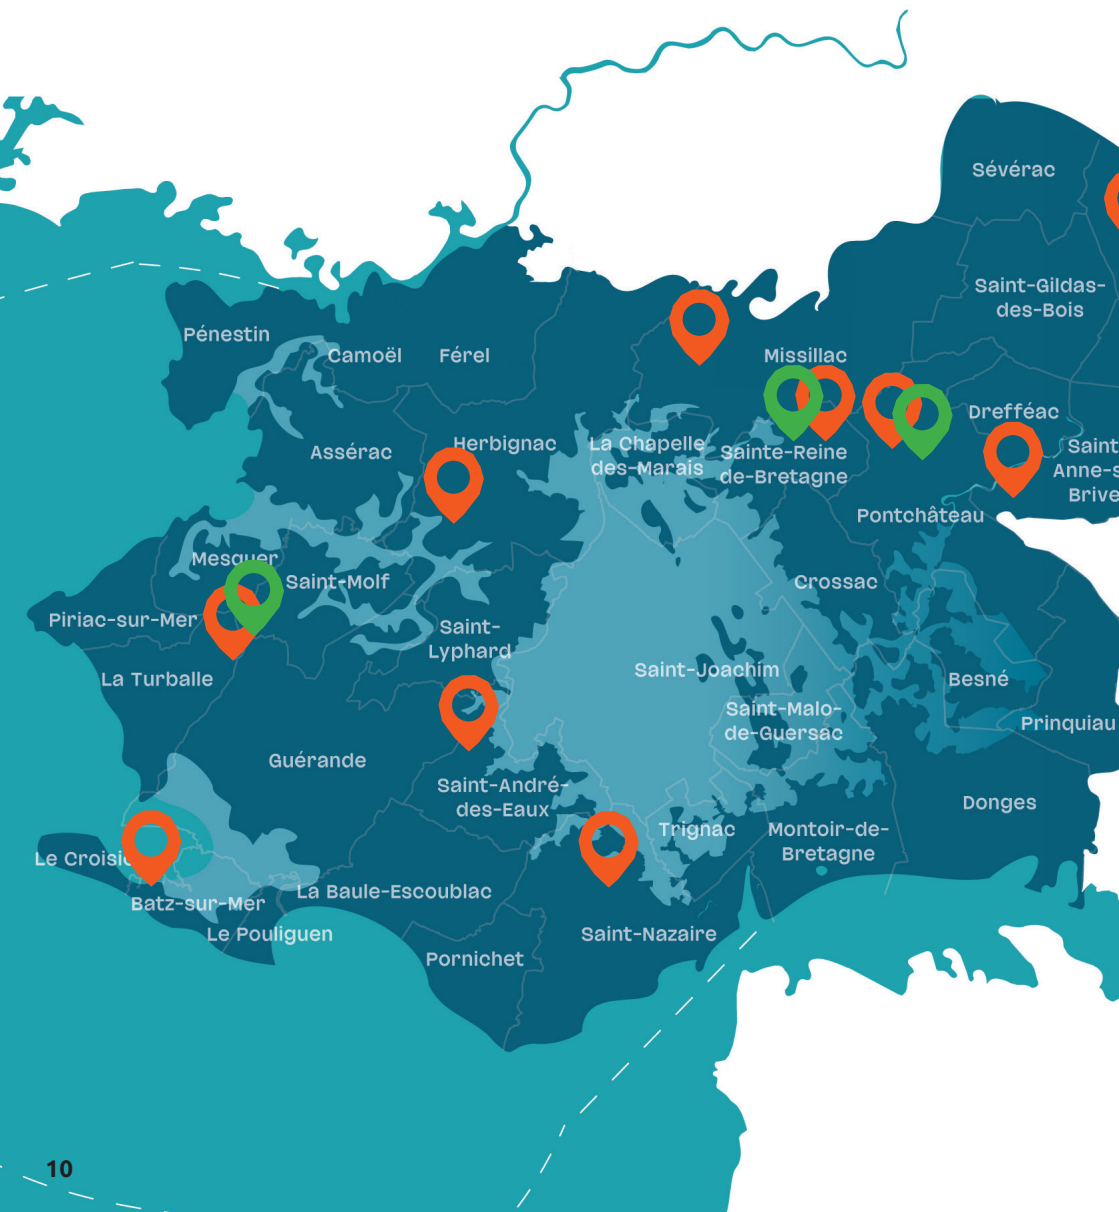 Sévérac
Saint-Gildas-
des-Bois
Pénestin
Camoël
Férel
Missillac
Drefféac
Assérac
Herbignac
La Chapelle
des-Marais
Sainte-Reine
de-Bretagne
Saint
Brive
Pontchâteau
Mesquer
Saint-Molf
Crossac
Piriac-sur-Mer
Saint-
Lyphard
La Turballe
Saint-Joachim
Besné
Saint-Malo-
de-Guersac
Prinquiau
Guérande
Saint-André-
des-Eaux
Donges
Trignac
Montoir-de-
Bretagne
Le
La Baule-Escoublac
Batz-sur-Mer
Le Pouliguen
Saint-Nazaire
Pornichet
10